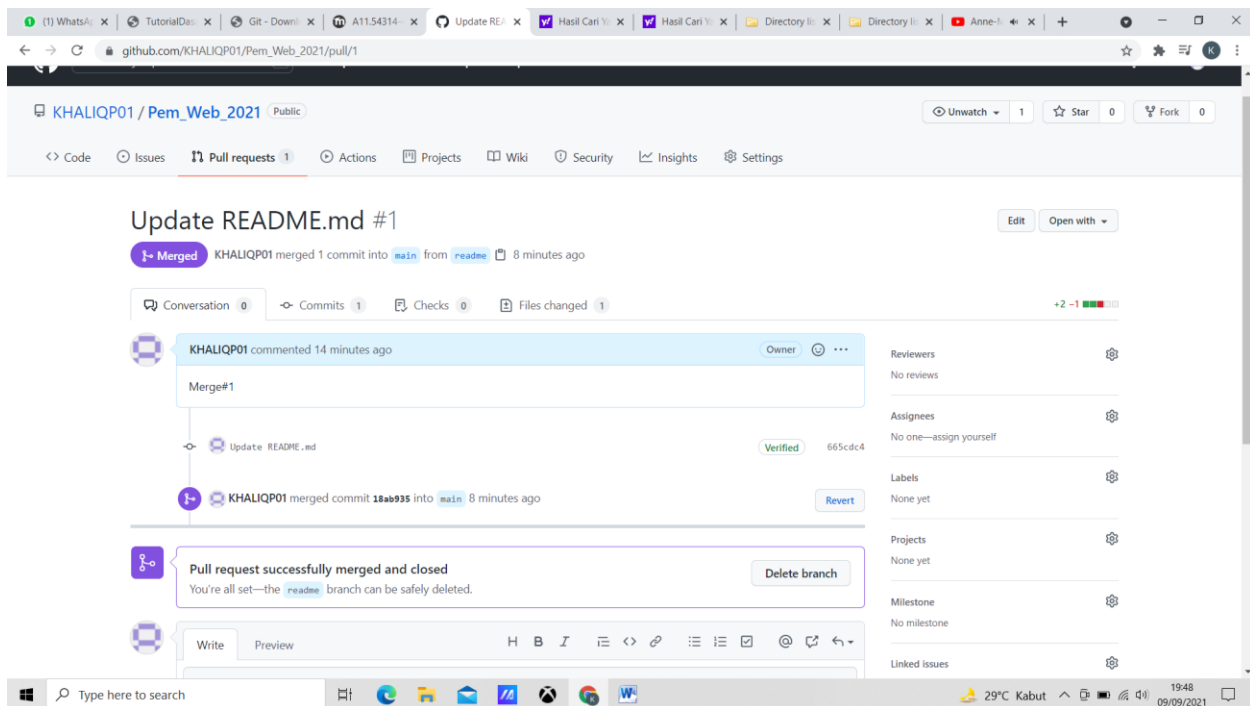 (1) WhatsAp TutorialDas Git - Downl A11.54314- Update REA Hasil Cari Ya Hasil Cari Ya Directory lis Directory lis Anne-M
github.com/KHALIQP01/Pem_Web_2021/pull/1 K
KHALIQP01 / Pem_Web_2021 Public Unwatch 1 Star 0 Fork 0
Code Issues Pull requests 1 Actions Projects Wiki Security Insights Settings
Update README.md #1 Edit Open with
Merged KHALIQP01 merged 1 commit into main from readme 8 minutes ago
Conversation 0 Commits 1 Checks 0 Files changed 1 +2 −1
KHALIQP01 commented 14 minutes ago Owner ...
Merge#1
Reviewers
No reviews
Assignees
No one—assign yourself
Update README.md Verified 665cdc4
Labels
None yet
KHALIQP01 merged commit 18ab935 into main 8 minutes ago Revert
Projects
None yet
Pull request successfully merged and closed
You're all set—the readme branch can be safely deleted.
Delete branch
Milestone
No milestone
Write Preview H B I
Linked issues
Type here to search 29°C Kabut 19:48
09/09/2021